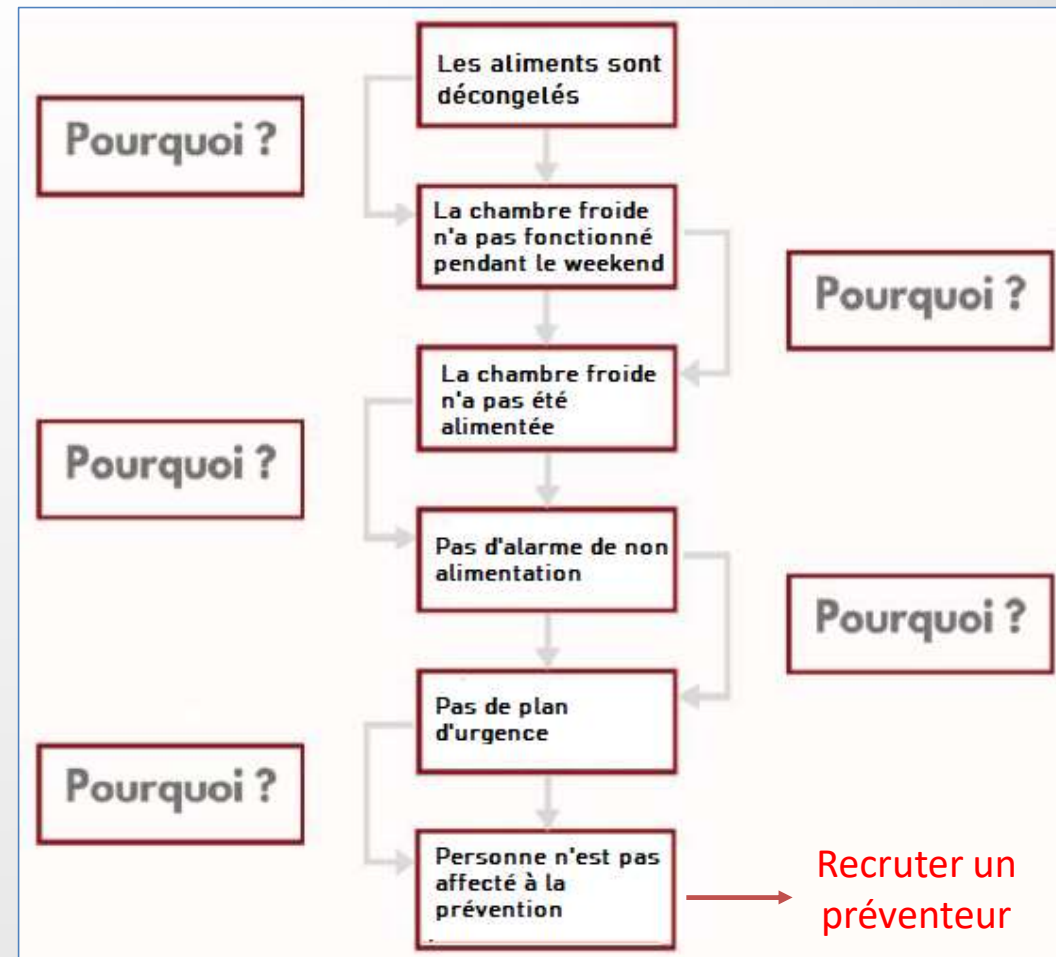 Les aliments sont
décongelés
Pourquoi ?
La chambre froide
n'a pas fonctionné
pendant le weekend
Pourquoi ?
La chambre froide
n'a pas été
alimentée
Pourquoi ?
Pas d'alarme de non
alimentation
Pourquoi ?
Pas de plan
d'urgence
Pourquoi ?
Personne n'est pas
affecté à la
prévention
Recruter un
préventeur